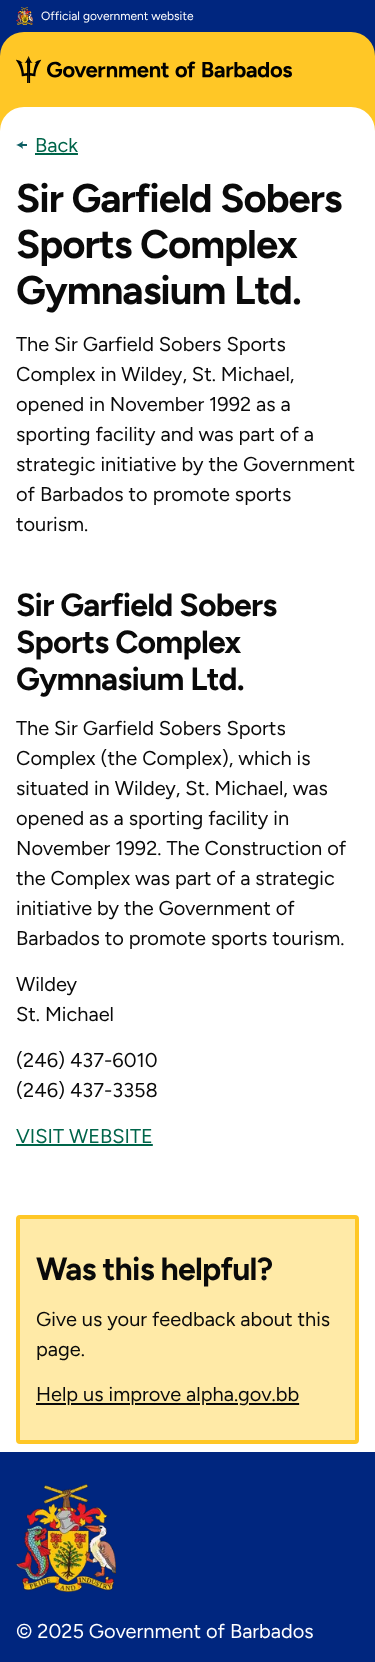 Official government website
Government of Barbados
Back
Sir Garfield Sobers
Sports Complex
Gymnasium Ltd.
The Sir Garfield Sobers Sports
Complex in Wildey, St. Michael,
opened in November 1992 as a
sporting facility and was part of a
strategic initiative by the Government
of Barbados to promote sports
tourism.
Sir Garfield Sobers
Sports Complex
Gymnasium Ltd.
The Sir Garfield Sobers Sports
Complex (the Complex), which is
situated in Wildey, St. Michael, was
opened as a sporting facility in
November 1992. The Construction of
the Complex was part of a strategic
initiative by the Government of
Barbados to promote sports tourism.
Wildey
St. Michael
(246) 437-6010
(246) 437-3358
VISIT WEBSITE
Was this helpful?
Give us your feedback about this
page.
Help us improve alpha.gov.bb
PRIDE AND INDUSTRY
© 2025 Government of Barbados